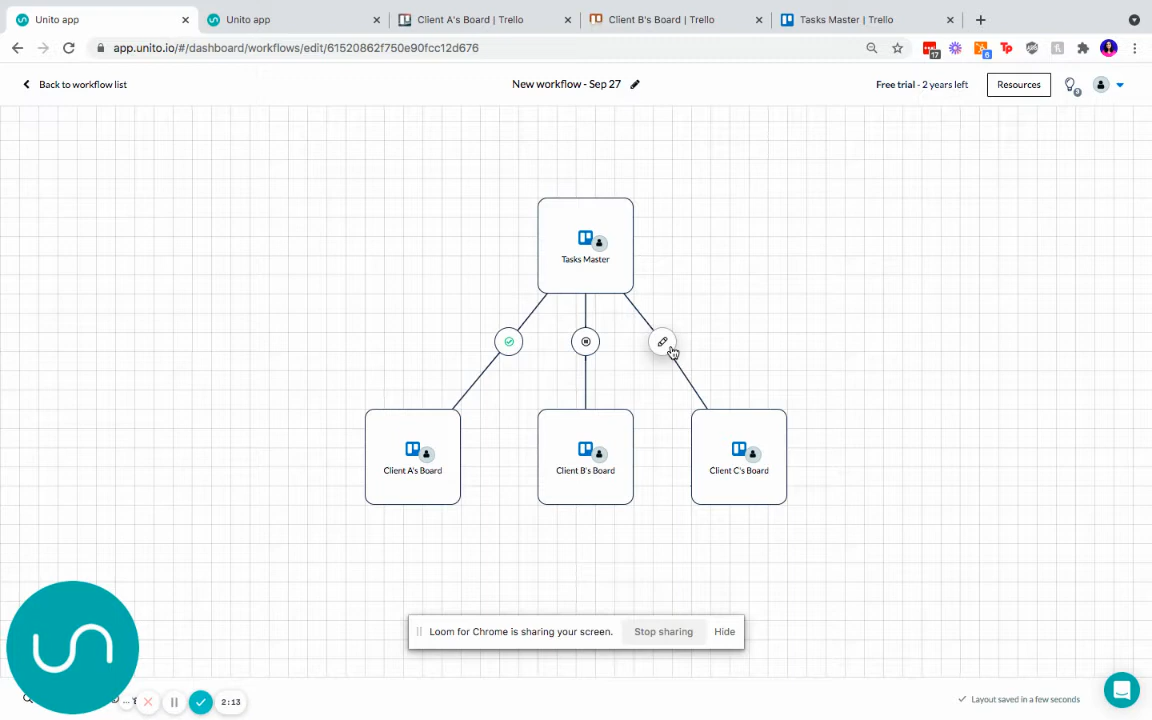 Unito app
Unito app
Client A's Board | Trello
Client B's Board | Trello
Tasks Master | Trello
app.unito.io/#/dashboard/workflows/edit/61520862f750e90fcc12d676
17
6
Tp
Back to workflow list
New workflow - Sep 27
Free trial - 2 years left
Resources
Tasks Master
Client A's Board
Client B's Board
Client C's Board
Loom for Chrome is sharing your screen.
Stop sharing
Hide
2:13
Layout saved in a few seconds